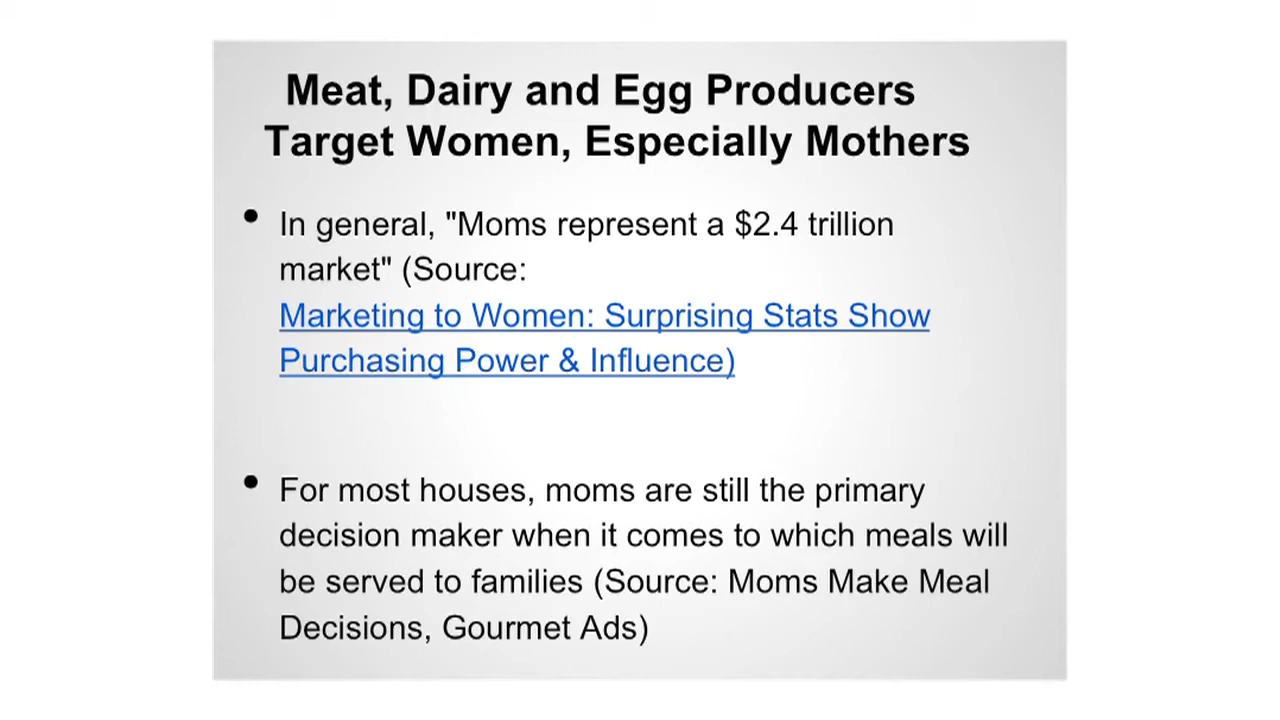 Meat, Dairy and Egg Producers
Target Women, Especially Mothers
• In general, "Moms represent a $2.4 trillion
market" (Source:
Marketing to Women: Surprising Stats Show
Purchasing Power & Influence)
• For most houses, moms are still the primary
decision maker when it comes to which meals will
be served to families (Source: Moms Make Meal
Decisions, Gourmet Ads)